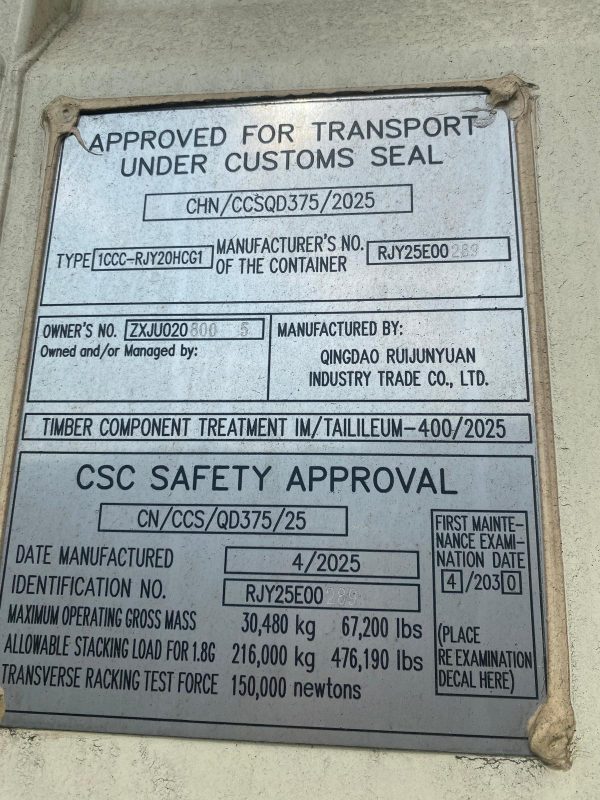 APPROVED FOR TRANSPORT
UNDER CUSTOMS SEAL
CHN/CCSQD375/2025
TYPE 1CCC-RJY20HCG1
MANUFACTURER'S NO.
OF THE CONTAINER
RJY25E00289
OWNER'S NO. ZXJU020800 5
Owned and/or Managed by:
MANUFACTURED BY:
QINGDAO RUIJUNYUAN
INDUSTRY TRADE CO., LTD.
TIMBER COMPONENT TREATMENT IM/TAILILEUM-400/2025
CSC SAFETY APPROVAL
CN/CCS/QD375/25
DATE MANUFACTURED 4/2025
IDENTIFICATION NO. RJY25E00289
MAXIMUM OPERATING GROSS MASS 30,480 kg 67,200 lbs
ALLOWABLE STACKING LOAD FOR 1.8G 216,000 kg 476,190 lbs
TRANSVERSE RACKING TEST FORCE 150,000 newtons
FIRST MAINTE-
NANCE EXAMI-
NATION DATE
4/2030
(PLACE
RE EXAMINATION
DECAL HERE)